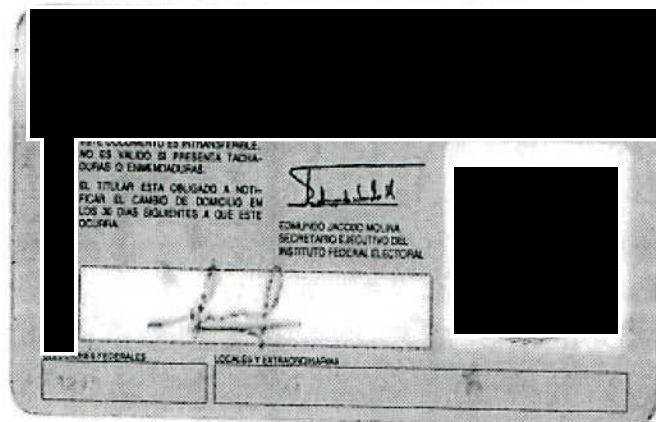 ESTE DOCUMENTO ES INTRANSFERIBLE.
NO ES VALIDO SI PRESENTA TACHA-
DURAS O ENMENDADURAS.
EL TITULAR ESTA OBLIGADO A NOTI-
FICAR EL CAMBIO DE DOMICILIO EN
LOS 30 DIAS SIGUIENTES A QUE ESTE
OCURRA.
EDMUNDO JACOBO MOLINA
SECRETARIO EJECUTIVO DEL
INSTITUTO FEDERAL ELECTORAL
FEDERALES
LOCALES Y EXTRAORDINARIAS